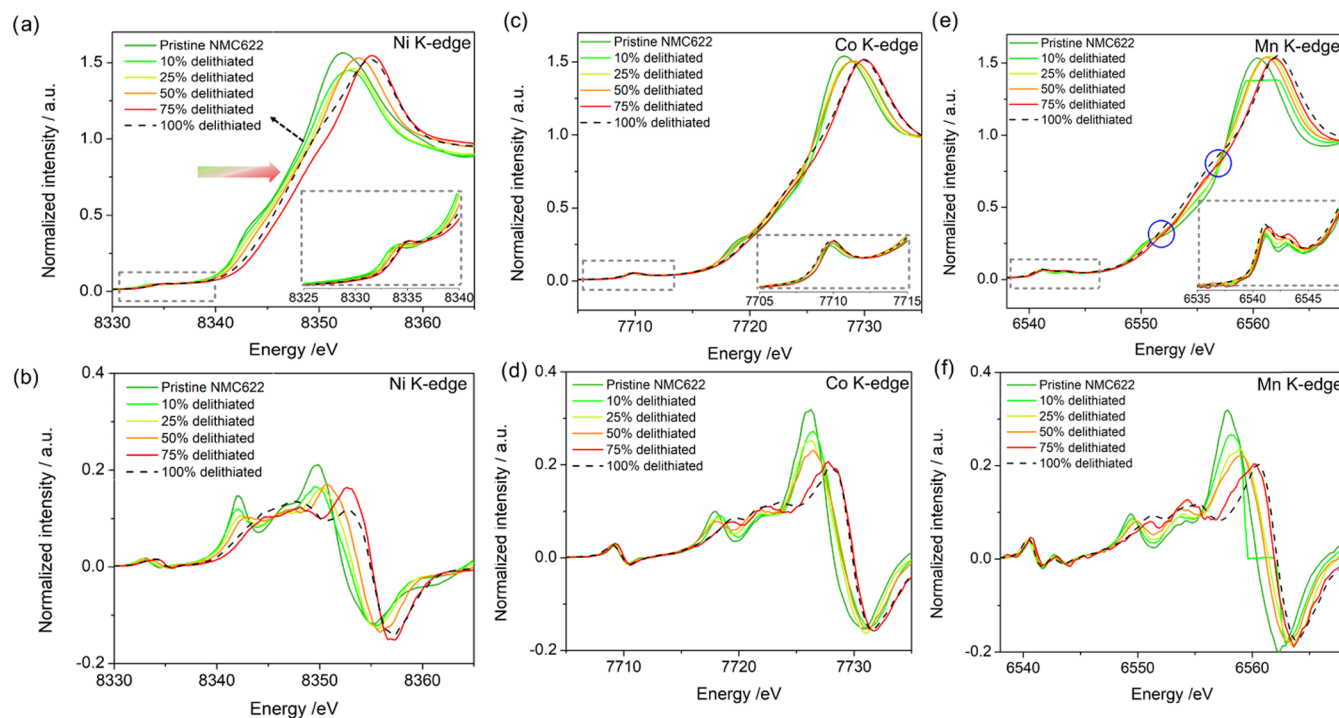 (a)
Pristine NMC622
10% delithiated
25% delithiated
50% delithiated
75% delithiated
100% delithiated
Ni K-edge
Normalized intensity / a.u.
1.5
1.0
0.5
0.0
8325 8330 8335 8340
8330 8340 8350 8360
Energy /eV
(c)
Pristine NMC622
10% delithiated
25% delithiated
50% delithiated
75% delithiated
100% delithiated
Co K-edge
Normalized intensity / a.u.
1.5
1.0
0.5
0.0
7705 7710 7715
7710 7720 7730
Energy /eV
(e)
Pristine NMC622
10% delithiated
25% delithiated
50% delithiated
75% delithiated
100% delithiated
Mn K-edge
Normalized intensity / a.u.
1.5
1.0
0.5
0.0
6535 6540 6545
6540 6550 6560
Energy /eV
(b)
Pristine NMC622
10% delithiated
25% delithiated
50% delithiated
75% delithiated
100% delithiated
Ni K-edge
Normalized intensity / a.u.
0.4
0.2
0.0
-0.2
8330 8340 8350 8360
Energy /eV
(d)
Pristine NMC622
10% delithiated
25% delithiated
50% delithiated
75% delithiated
100% delithiated
Co K-edge
Normalized intensity / a.u.
0.4
0.2
0.0
-0.2
7710 7720 7730
Energy /eV
(f)
Pristine NMC622
10% delithiated
25% delithiated
50% delithiated
75% delithiated
100% delithiated
Mn K-edge
Normalized intensity / a.u.
0.4
0.2
0.0
-0.2
6540 6550 6560
Energy /eV